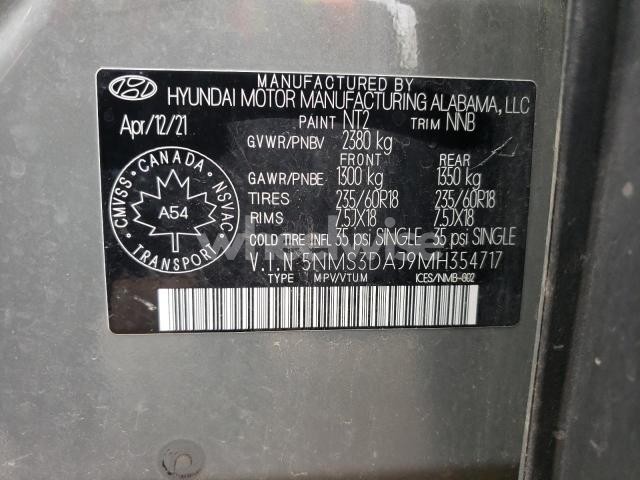 MANUFACTURED BY
HYUNDAI MOTOR MANUFACTURING ALABAMA, LLC
Apr/12/21 PAINT NT2 TRIM NNB
GVWR/PNBV 2380 kg
FRONT REAR
GAWR/PNBE 1300 kg 1350 kg
TIRES 235/60R18 235/60R18
RIMS 7.5JX18 7.5JX18
COLD TIRE INFL 35 psi SINGLE 35 psi SINGLE
V.I.N 5NMS3DAJ9MH354717
TYPE MPV/VTUM ICES/NMB-002
CMVSS · CANADA · NSVAC
A54
TRANSPORT